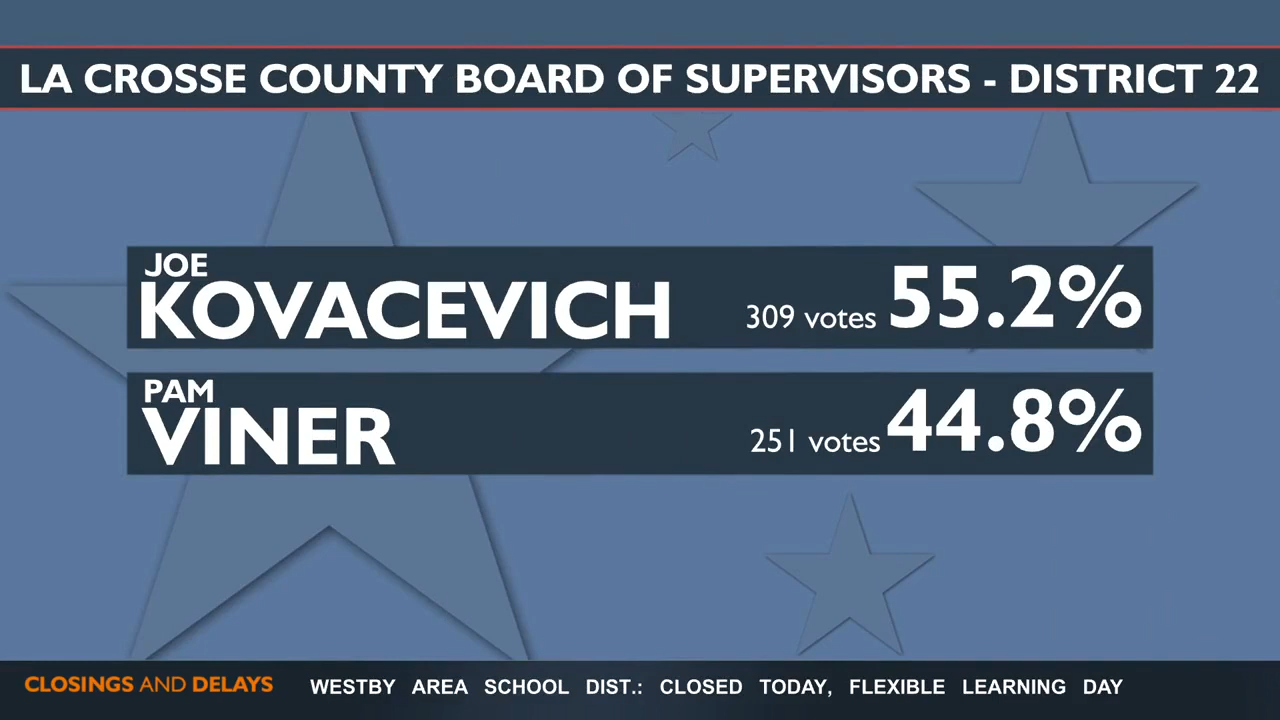 LA CROSSE COUNTY BOARD OF SUPERVISORS - DISTRICT 22
JOE
KOVACEVICH 309 votes 55.2%
PAM
VINER 251 votes 44.8%
CLOSINGS AND DELAYS WESTBY AREA SCHOOL DIST.: CLOSED TODAY, FLEXIBLE LEARNING DAY